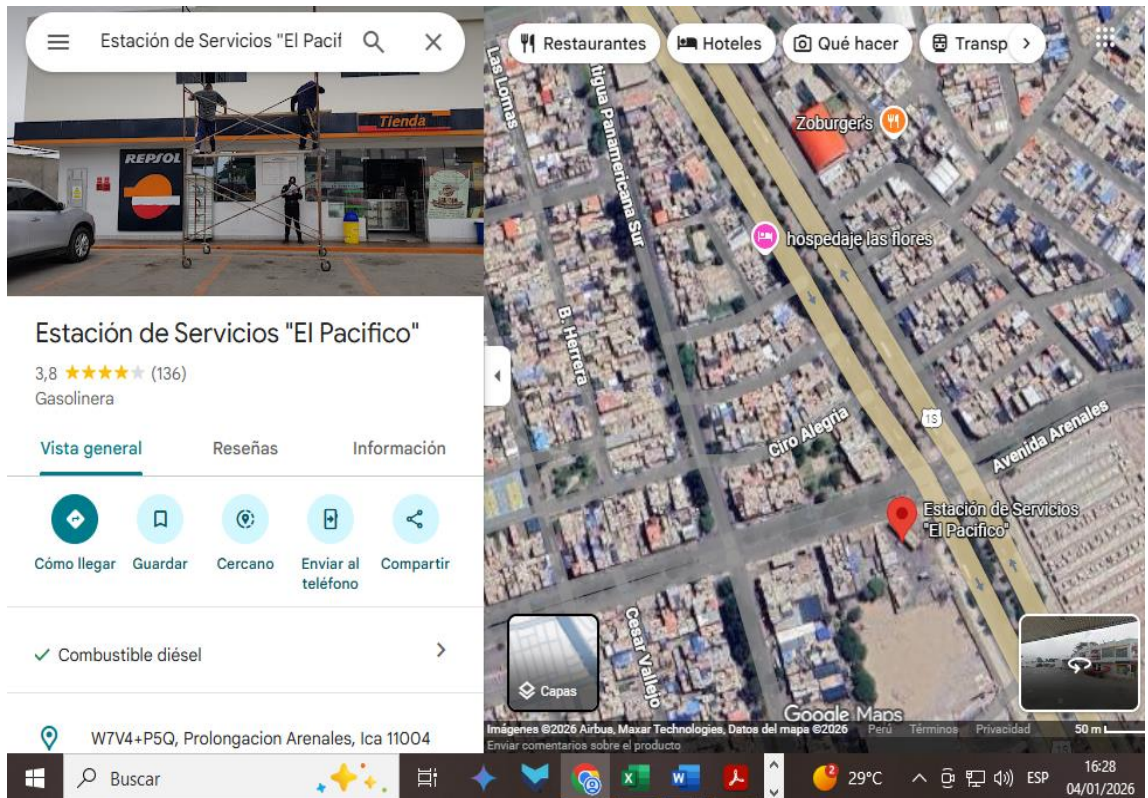 Estación de Servicios "El Pacif
Tienda
REPSOL
Estación de Servicios "El Pacifico"
3,8 (136)
Gasolinera
Vista general Reseñas Información
Cómo llegar Guardar Cercano Enviar al teléfono Compartir
Combustible diésel
W7V4+P5Q, Prolongacion Arenales, Ica 11004
Restaurantes Hoteles Qué hacer Transp
Las Lomas
tigua Panamericana Sur
Zoburger's
hospedaje las flores
B. Herrera
Ciro Alegría
1S
Avenida Arenales
Estación de Servicios
"El Pacifico"
Cesar Vallejo
Capas
Google Maps
Imágenes ©2026 Airbus, Maxar Technologies, Datos del mapa ©2026 Perú Términos Privacidad 50 m
Enviar comentarios sobre el producto
1S
Buscar
2
29°C
ESP
16:28
04/01/2026